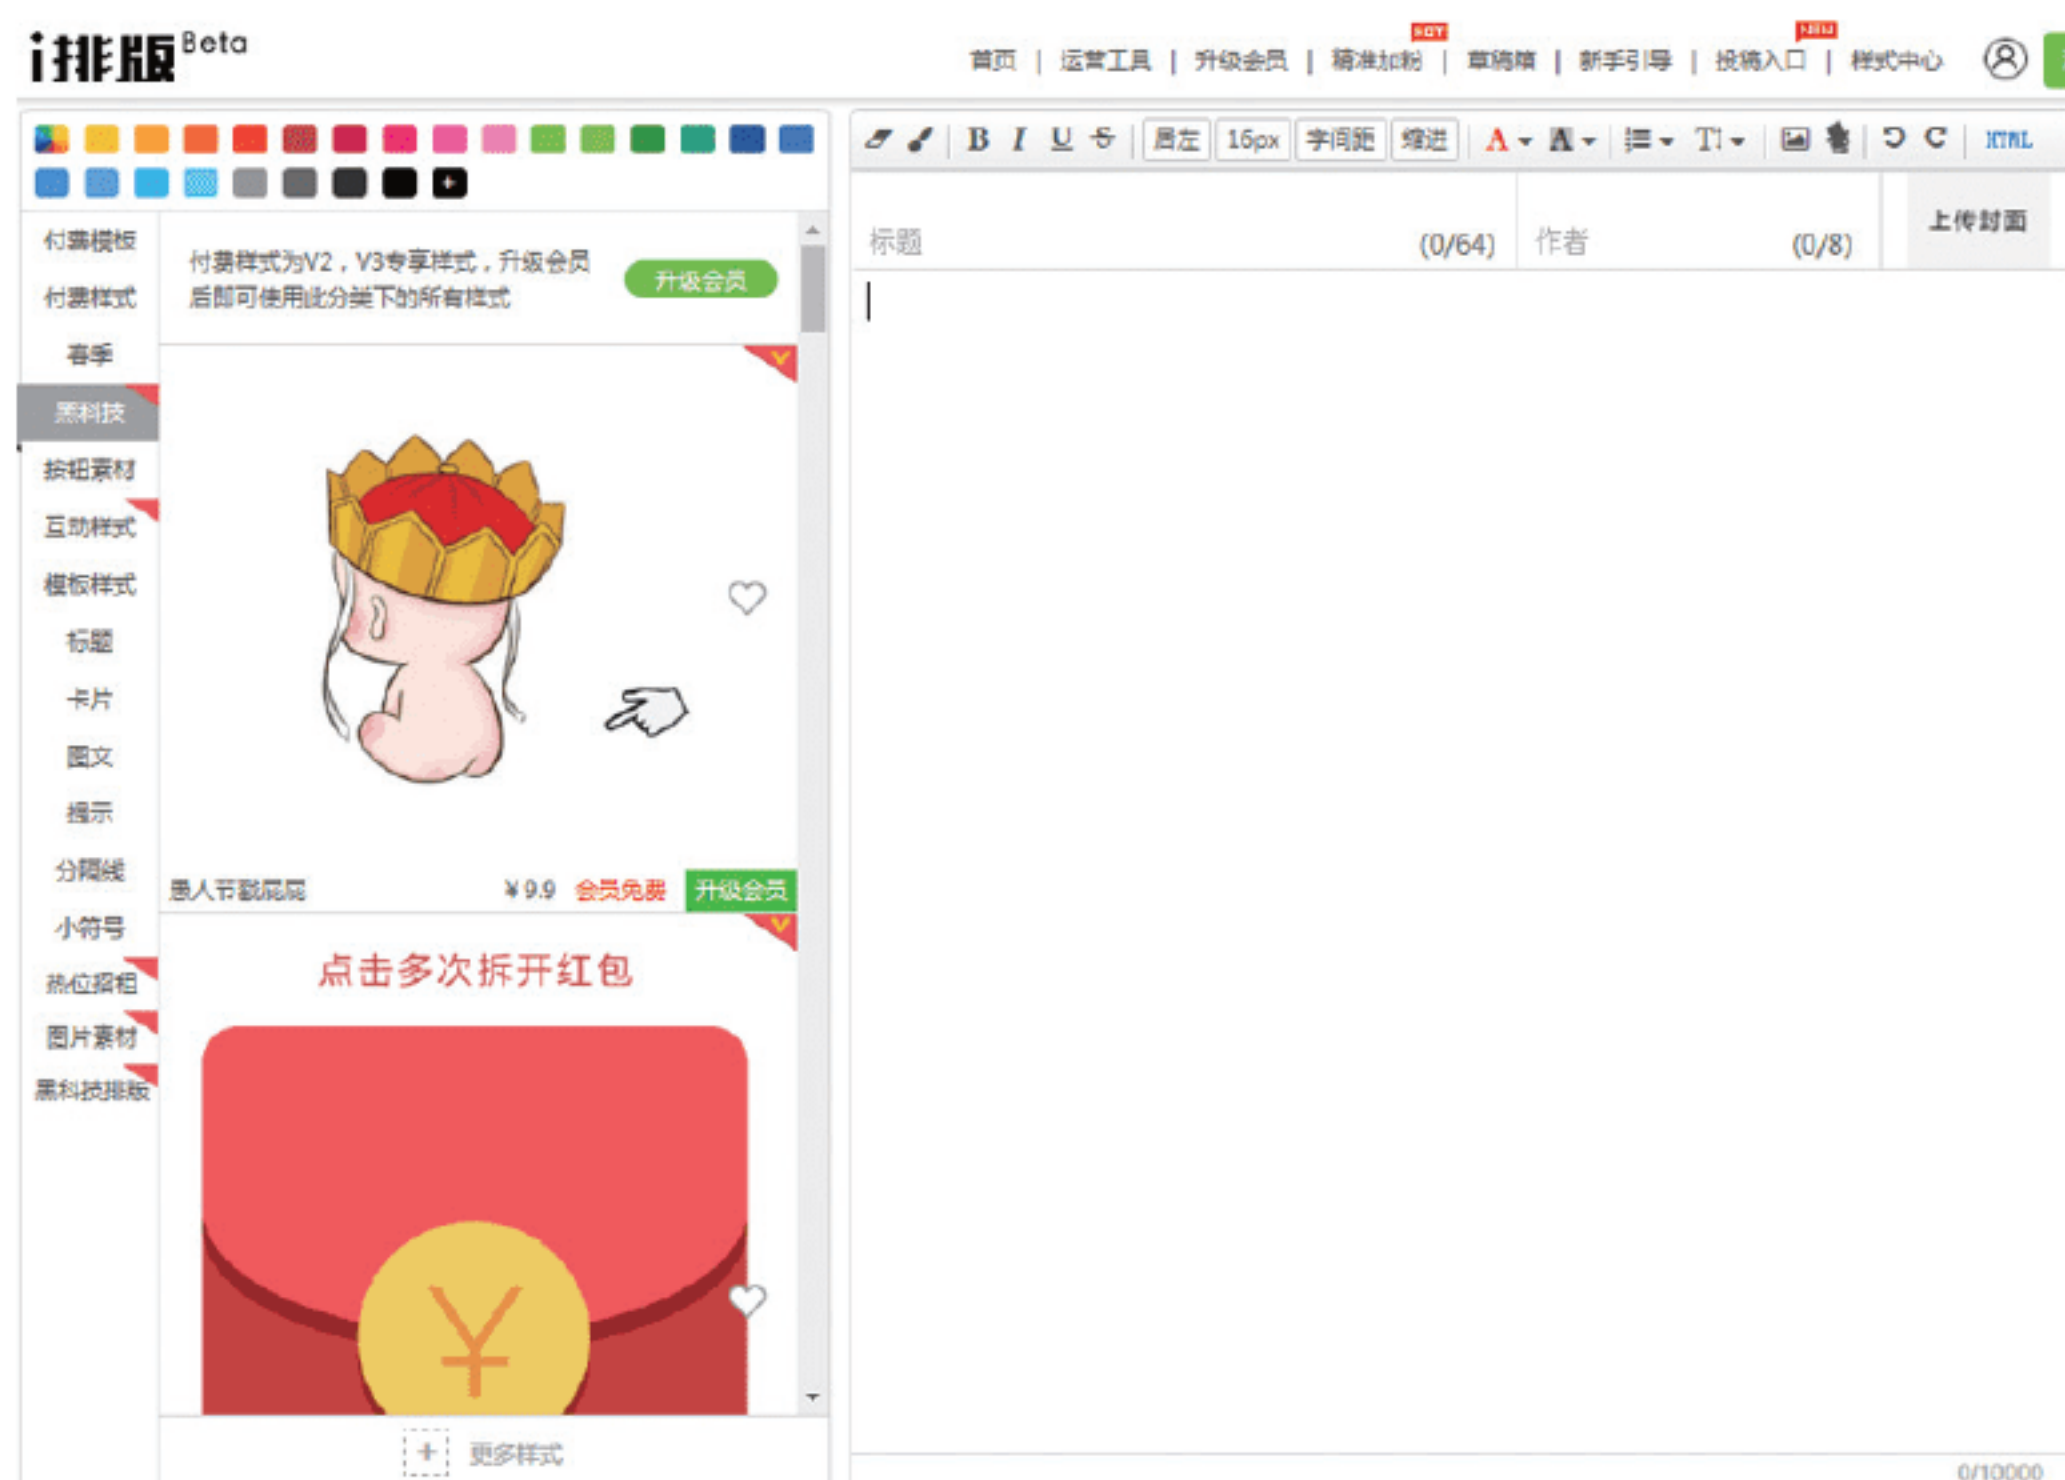 i排版 Beta
首页 | 运营工具 | 升级会员 | 精准加粉 | 草稿箱 | 新手引导 | 投稿入口 | 样式中心
HOT
NEW
B I U S 居左 16px 字间距 缩进 A A T HTML
标题 (0/64) 作者 (0/8) 上传封面
付费模板
付费样式
春季
黑科技
按钮素材
互动样式
模板样式
标题
卡片
图文
提示
分隔线
小符号
热位招租
图片素材
黑科技排版
付费样式为V2，V3专享样式，升级会员
后即可使用此分类下的所有样式
升级会员
V
愚人节戳屁屁 ¥9.9 会员免费 升级会员
V
点击多次拆开红包
¥
+ 更多样式
0/10000